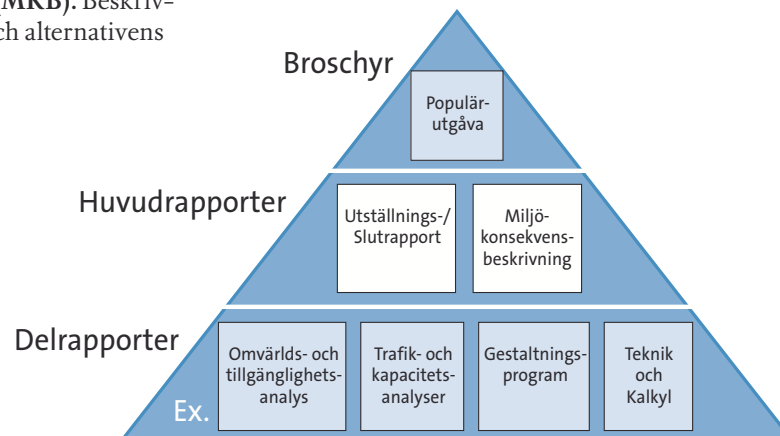 (MKB). Beskriv-
ch alternativens
Broschyr
Populär-
utgåva
Huvudrapporter
Utställnings-/
Slutrapport
Miljö-
konsekvens-
beskrivning
Delrapporter
Ex.
Omvärlds- och
tillgänglighets-
analys
Trafik- och
kapacitets-
analyser
Gestaltnings-
program
Teknik
och
Kalkyl